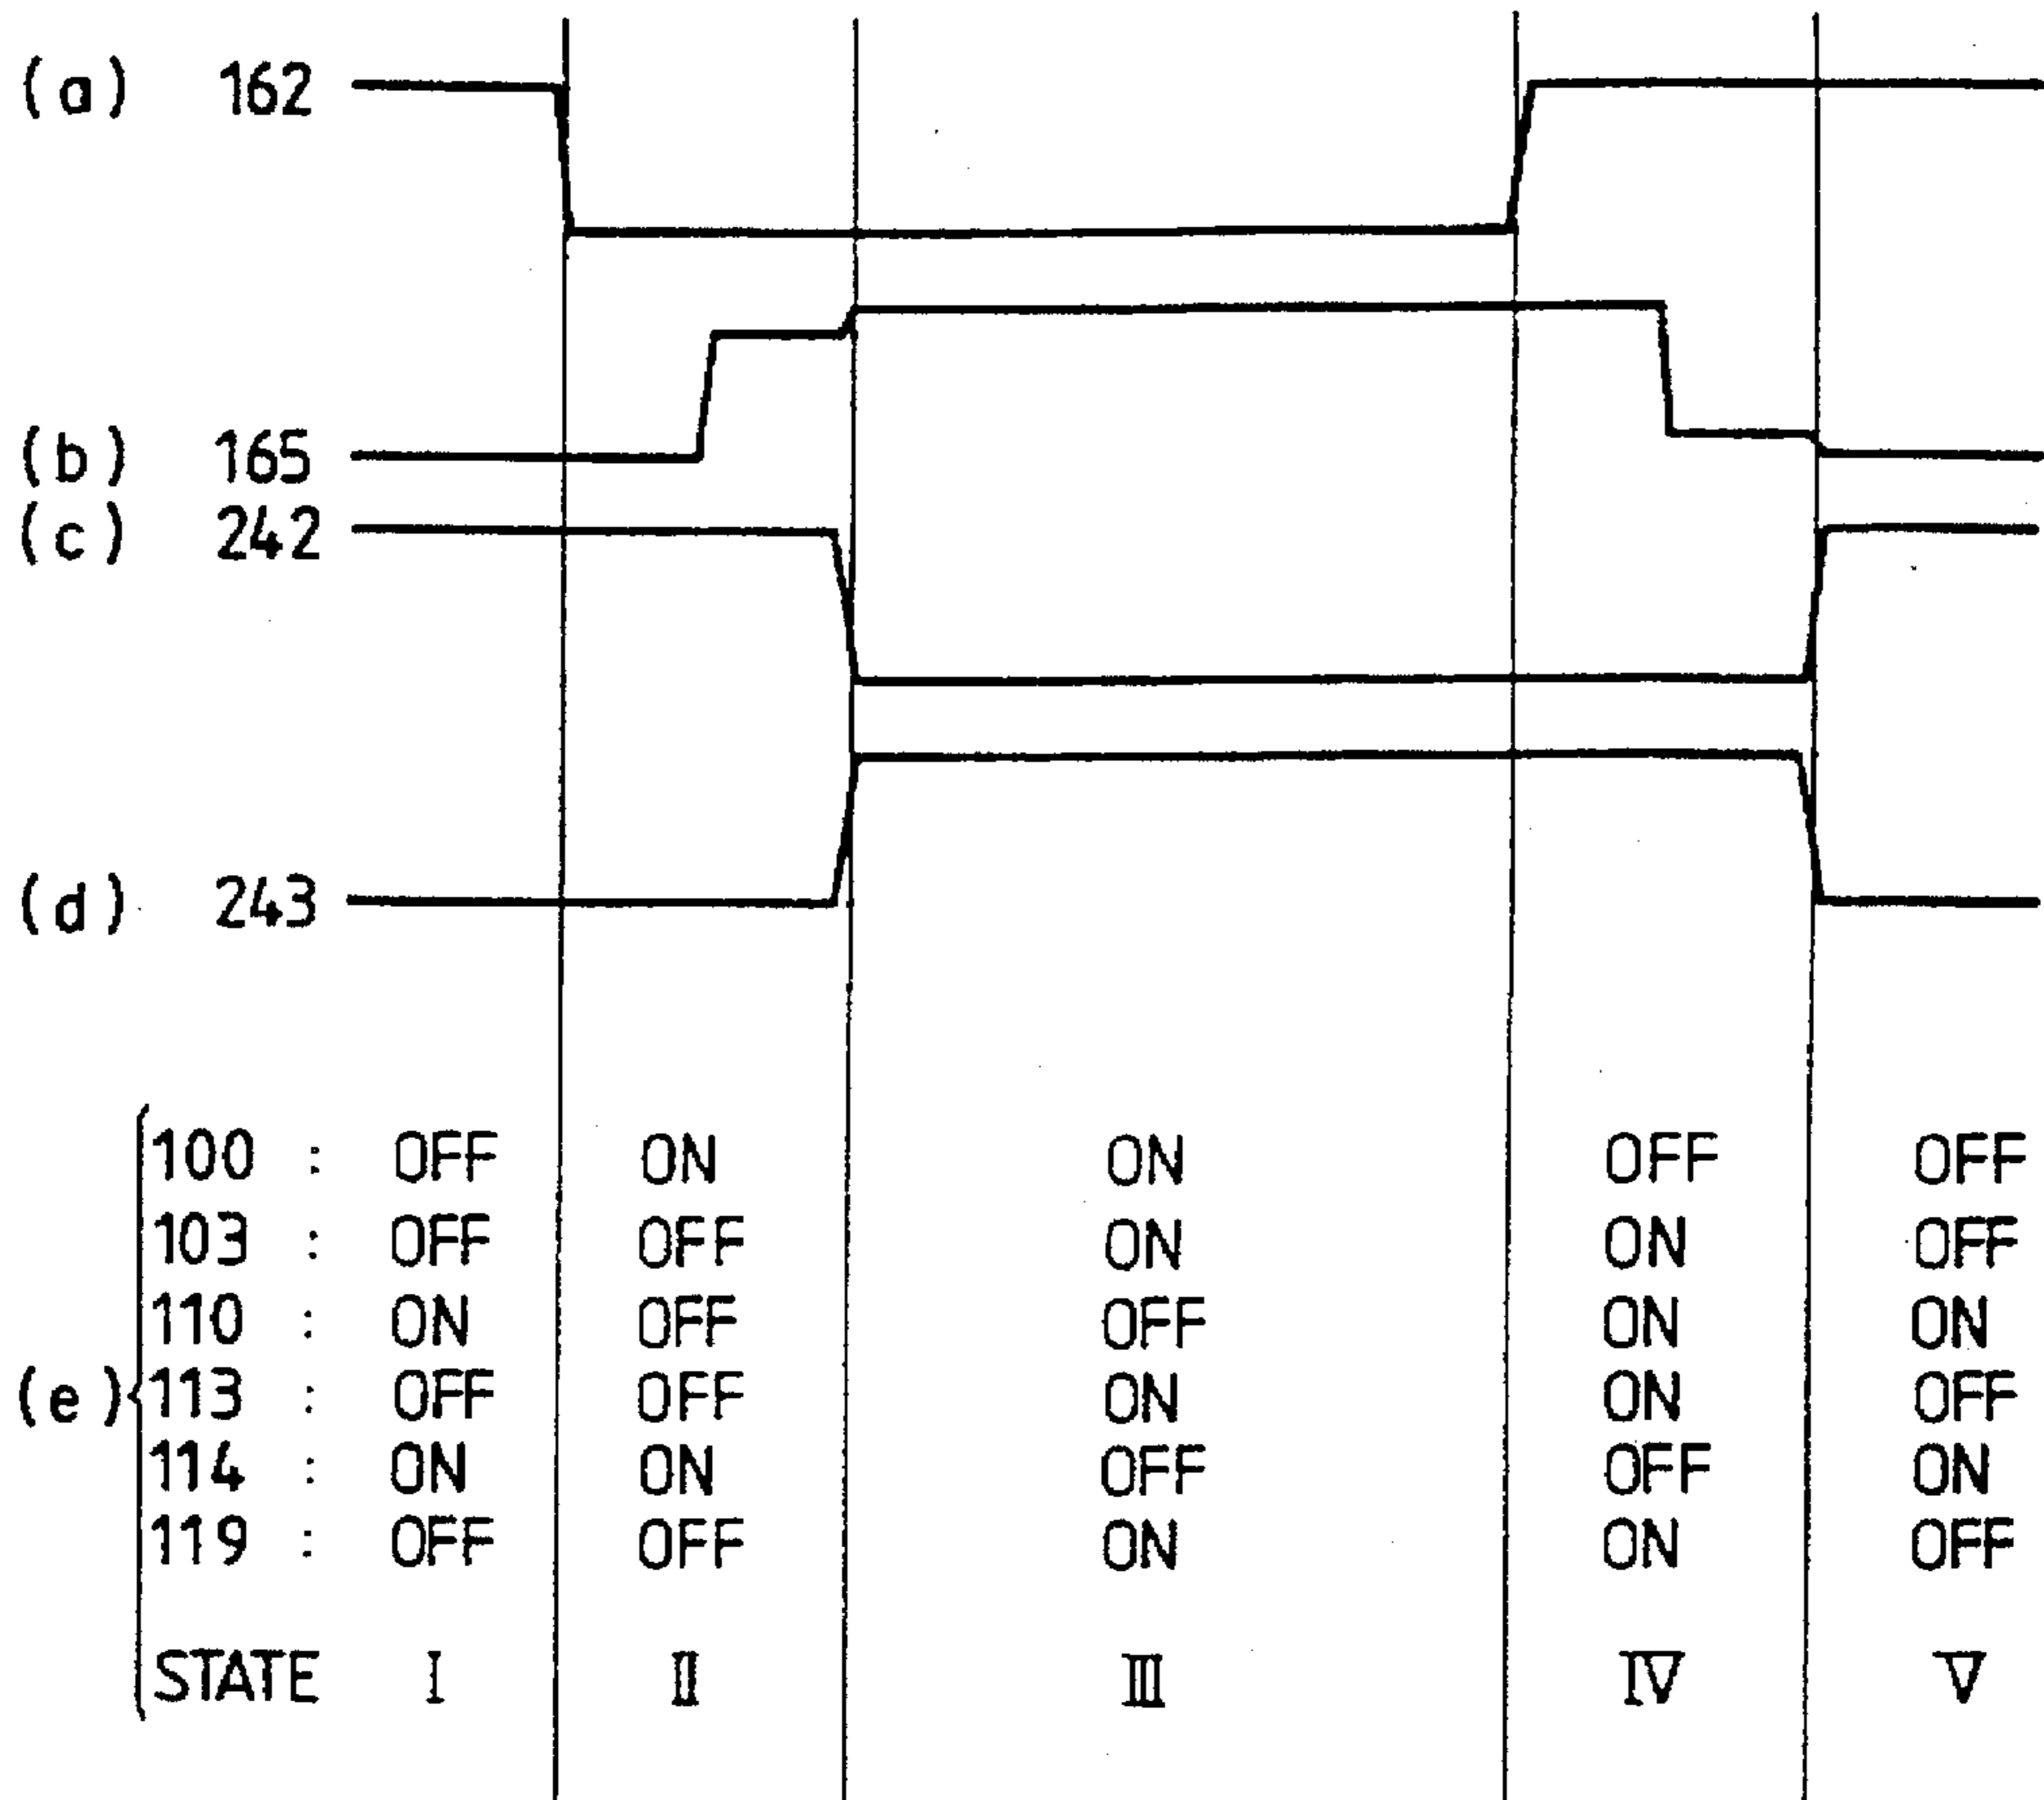 (a) 162
(b) 165
(c) 242
(d) 243
100 : OFF ON ON OFF OFF
103 : OFF OFF ON ON OFF
110 : ON OFF OFF ON ON
(e) 113 : OFF OFF ON ON OFF
114 : ON ON OFF OFF ON
119 : OFF OFF ON ON OFF
STATE I II III IV V